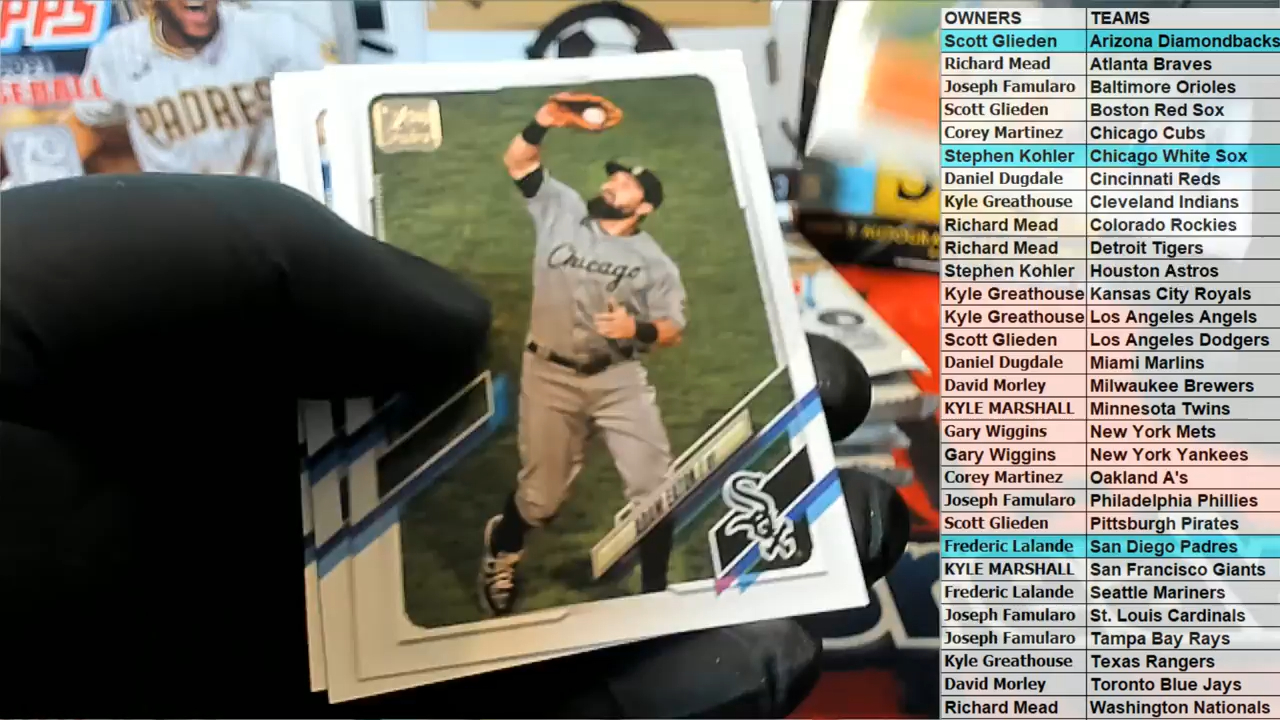 PPS
2021
BASEBALL
PADRES
Chicago
ADAM EATON
Sox
OWNERS TEAMS
Scott Glieden Arizona Diamondbacks
Richard Mead Atlanta Braves
Joseph Famularo Baltimore Orioles
Scott Glieden Boston Red Sox
Corey Martinez Chicago Cubs
Stephen Kohler Chicago White Sox
Daniel Dugdale Cincinnati Reds
Kyle Greathouse Cleveland Indians
Richard Mead Colorado Rockies
Richard Mead Detroit Tigers
Stephen Kohler Houston Astros
Kyle Greathouse Kansas City Royals
Kyle Greathouse Los Angeles Angels
Scott Glieden Los Angeles Dodgers
Daniel Dugdale Miami Marlins
David Morley Milwaukee Brewers
KYLE MARSHALL Minnesota Twins
Gary Wiggins New York Mets
Gary Wiggins New York Yankees
Corey Martinez Oakland A's
Joseph Famularo Philadelphia Phillies
Scott Glieden Pittsburgh Pirates
Frederic Lalande San Diego Padres
KYLE MARSHALL San Francisco Giants
Frederic Lalande Seattle Mariners
Joseph Famularo St. Louis Cardinals
Joseph Famularo Tampa Bay Rays
Kyle Greathouse Texas Rangers
David Morley Toronto Blue Jays
Richard Mead Washington Nationals